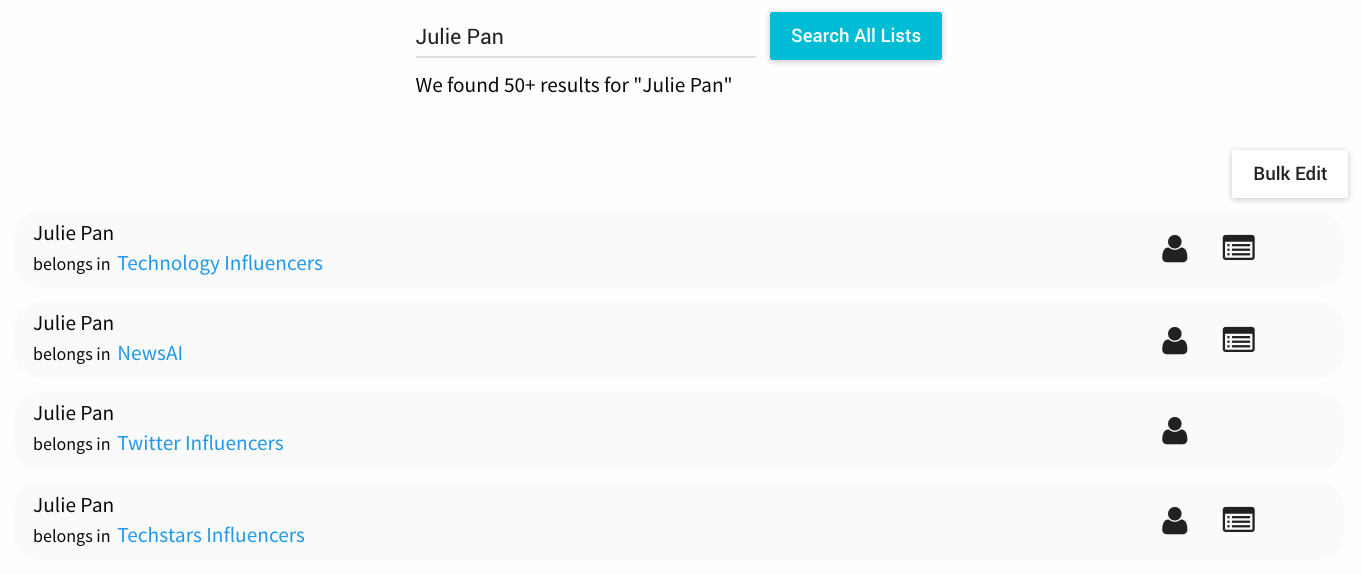 Julie Pan
Search All Lists
We found 50+ results for "Julie Pan"
Bulk Edit
Julie Pan
belongs in Technology Influencers
Julie Pan
belongs in NewsAI
Julie Pan
belongs in Twitter Influencers
Julie Pan
belongs in Techstars Influencers